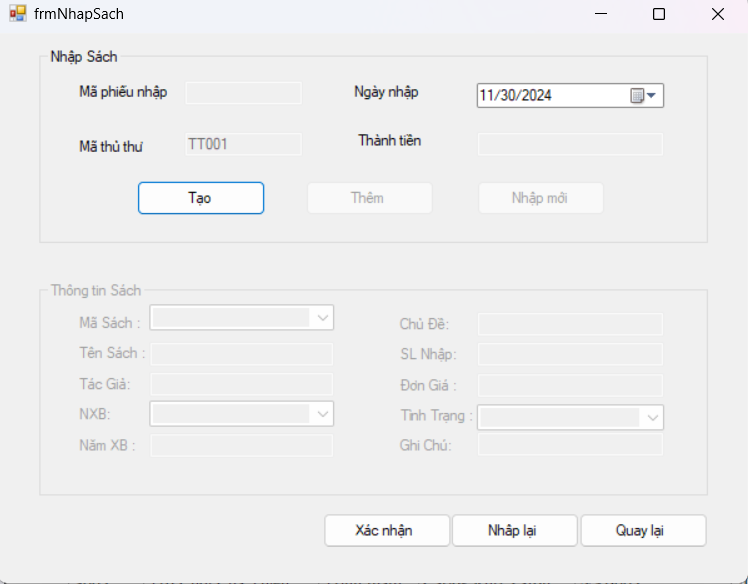 frmNhapSach
Nhập Sách
Mã phiếu nhập
Ngày nhập
11/30/2024
Mã thủ thư
TT001
Thành tiền
Tạo
Thêm
Nhập mới
Thông tin Sách
Mã Sách :
Chủ Đề:
Tên Sách :
SL Nhập:
Tác Giả:
Đơn Giá :
NXB:
Tình Trạng :
Năm XB :
Ghi Chú:
Xác nhận
Nhập lại
Quay lại